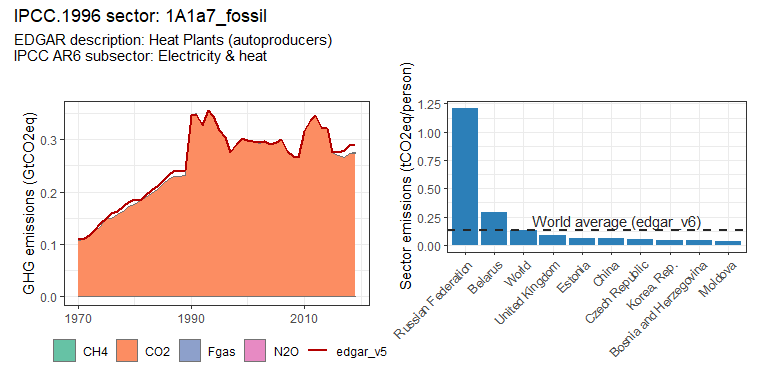 IPCC.1996 sector: 1A1a7_fossil
EDGAR description: Heat Plants (autoproducers)
IPCC AR6 subsector: Electricity & heat
GHG emissions (GtCO2eq)
0.3
0.2
0.1
0.0
1970
1990
2010
CH4
CO2
Fgas
N2O
edgar_v5
Sector emissions (tCO2eq/person)
1.25
1.00
0.75
0.50
0.25
0.00
World average (edgar_v6)
Russian Federation
Belarus
World
United Kingdom
Estonia
China
Czech Republic
Korea, Rep.
Bosnia and Herzegovina
Moldova